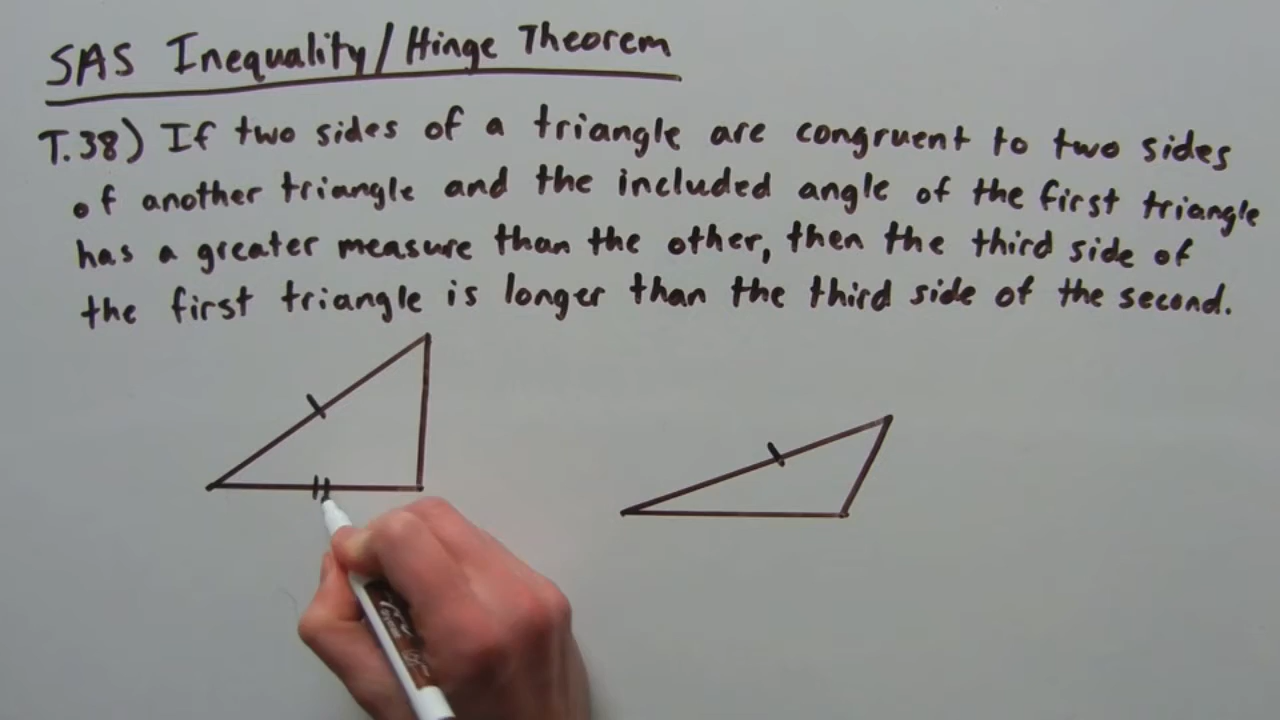 SAS Inequality/Hinge Theorem
T.38) If two sides of a triangle are congruent to two sides
of another triangle and the included angle of the first triangle
has a greater measure than the other, then the third side of
the first triangle is longer than the third side of the second.